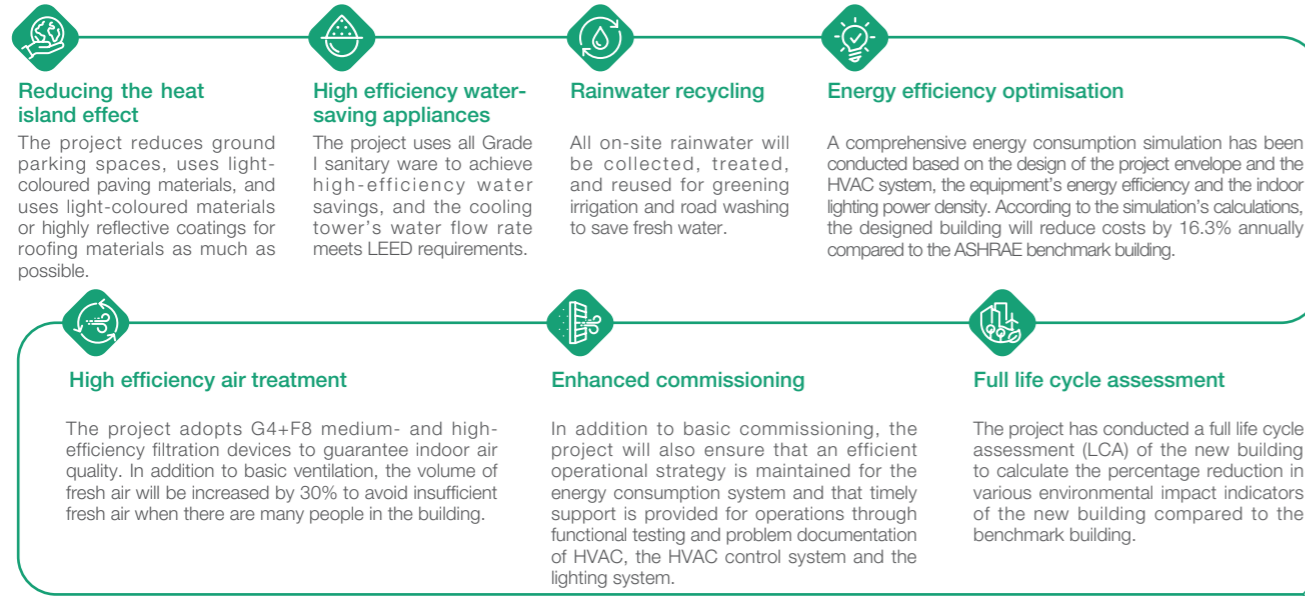 Reducing the heat
island effect
The project reduces ground
parking spaces, uses light-
coloured paving materials, and
uses light-coloured materials
or highly reflective coatings for
roofing materials as much as
possible.
High efficiency water-
saving appliances
The project uses all Grade
I sanitary ware to achieve
high-efficiency water
savings, and the cooling
tower's water flow rate
meets LEED requirements.
Rainwater recycling
All on-site rainwater will
be collected, treated,
and reused for greening
irrigation and road washing
to save fresh water.
Energy efficiency optimisation
A comprehensive energy consumption simulation has been
conducted based on the design of the project envelope and the
HVAC system, the equipment's energy efficiency and the indoor
lighting power density. According to the simulation's calculations,
the designed building will reduce costs by 16.3% annually
compared to the ASHRAE benchmark building.
High efficiency air treatment
The project adopts G4+F8 medium- and high-
efficiency filtration devices to guarantee indoor air
quality. In addition to basic ventilation, the volume of
fresh air will be increased by 30% to avoid insufficient
fresh air when there are many people in the building.
Enhanced commissioning
In addition to basic commissioning, the
project will also ensure that an efficient
operational strategy is maintained for the
energy consumption system and that timely
support is provided for operations through
functional testing and problem documentation
of HVAC, the HVAC control system and the
lighting system.
Full life cycle assessment
The project has conducted a full life cycle
assessment (LCA) of the new building
to calculate the percentage reduction in
various environmental impact indicators
of the new building compared to the
benchmark building.